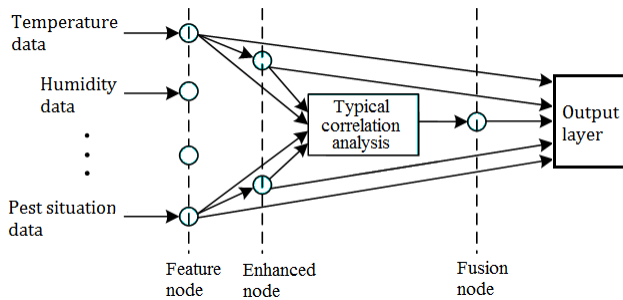 Temperature
data
Humidity
data
Pest situation
data
Typical
correlation
analysis
Output
layer
Feature
node
Enhanced
node
Fusion
node